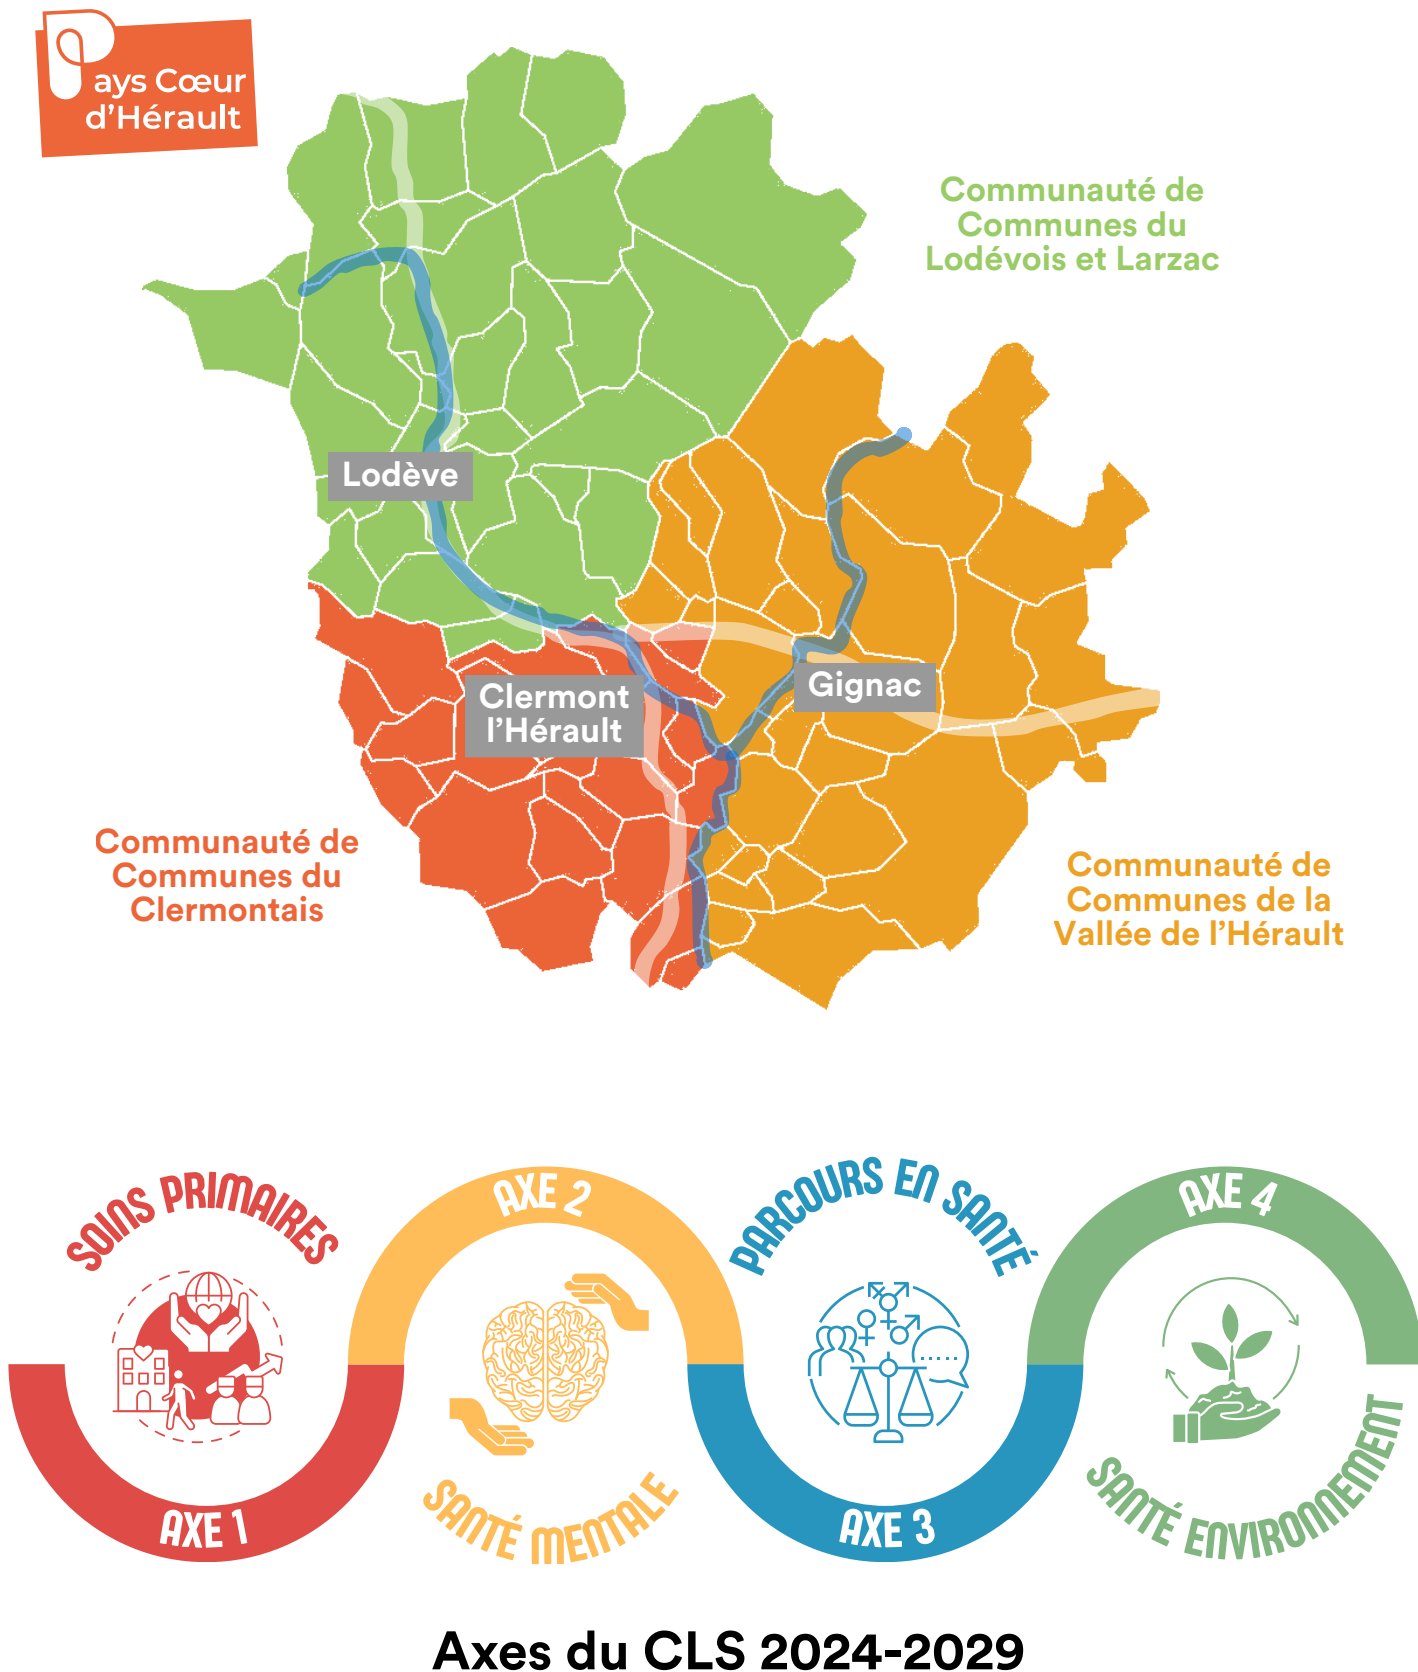 Pays Cœur
d'Hérault
Communauté de
Communes du
Lodévois et Larzac
Lodève
Clermont
l'Hérault
Gignac
Communauté de
Communes du
Clermontais
Communauté de
Communes de la
Vallée de l'Hérault
SOINS PRIMAIRES
AXE 1
AXE 2
SANTÉ MENTALE
PARCOURS EN SANTÉ
AXE 3
AXE 4
SANTÉ ENVIRONNEMENT
Axes du CLS 2024-2029